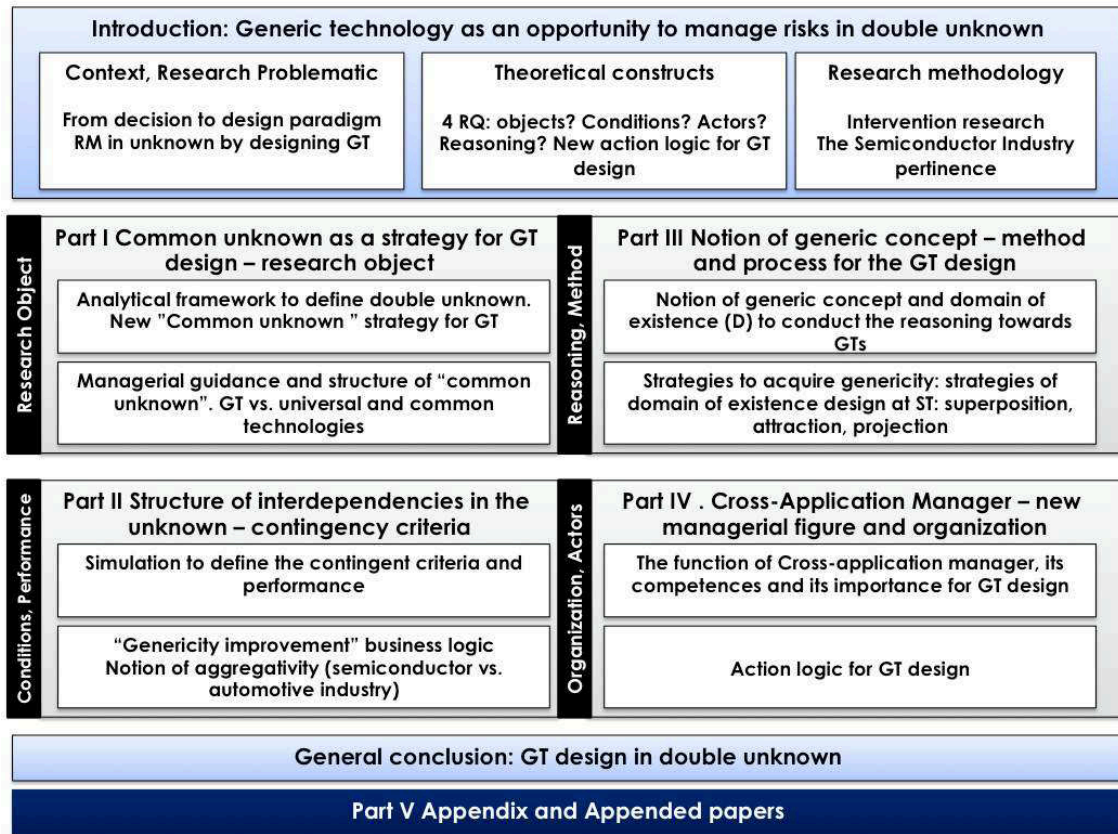 Introduction: Generic technology as an opportunity to manage risks in double unknown
Context, Research Problematic
From decision to design paradigm
RM in unknown by designing GT
Theoretical constructs
4 RQ: objects? Conditions? Actors?
Reasoning? New action logic for GT
design
Research methodology
Intervention research
The Semiconductor Industry
pertinence
Research Object
Part I Common unknown as a strategy for GT
design – research object
Analytical framework to define double unknown.
New ”Common unknown ” strategy for GT
Managerial guidance and structure of “common
unknown”. GT vs. universal and common
technologies
Reasoning, Method
Part III Notion of generic concept – method
and process for the GT design
Notion of generic concept and domain of
existence (D) to conduct the reasoning towards
GTs
Strategies to acquire genericity: strategies of
domain of existence design at ST: superposition,
attraction, projection
Conditions, Performance
Part II Structure of interdependencies in the
unknown – contingency criteria
Simulation to define the contingent criteria and
performance
“Genericity improvement” business logic
Notion of aggregativity (semiconductor vs.
automotive industry)
Organization, Actors
Part IV . Cross-Application Manager – new
managerial figure and organization
The function of Cross-application manager, its
competences and its importance for GT design
Action logic for GT design
General conclusion: GT design in double unknown
Part V Appendix and Appended papers